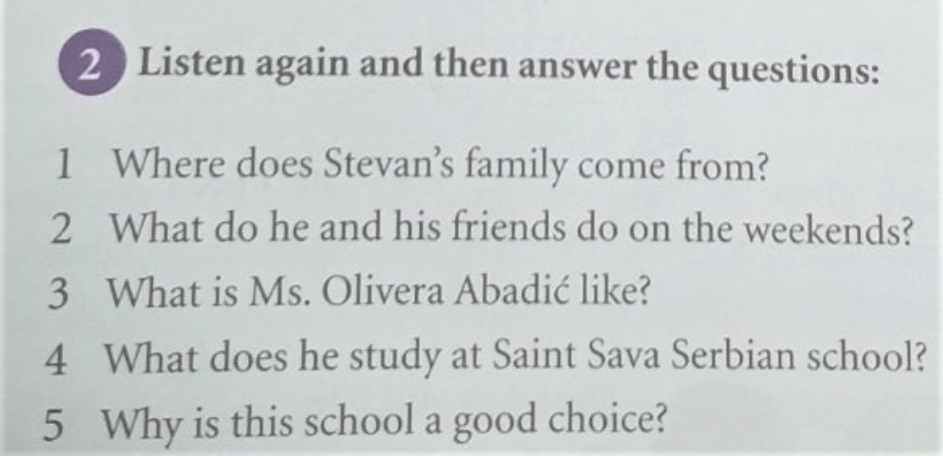 2 Listen again and then answer the questions:
1 Where does Stevan's family come from?
2 What do he and his friends do on the weekends?
3 What is Ms. Olivera Abadić like?
4 What does he study at Saint Sava Serbian school?
5 Why is this school a good choice?